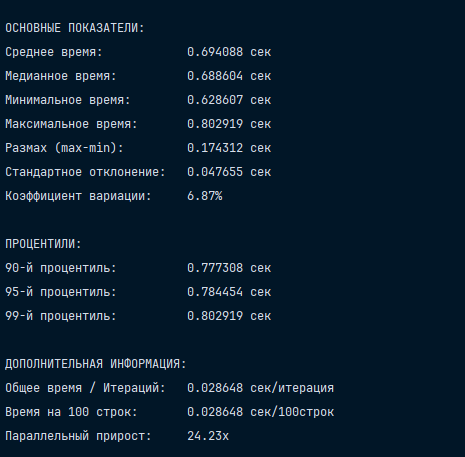 ОСНОВНЫЕ ПОКАЗАТЕЛИ:
Среднее время: 0.694088 сек
Медианное время: 0.688604 сек
Минимальное время: 0.628607 сек
Максимальное время: 0.802919 сек
Размах (max-min): 0.174312 сек
Стандартное отклонение: 0.047655 сек
Коэффициент вариации: 6.87%
ПРОЦЕНТИЛИ:
90-й процентиль: 0.777308 сек
95-й процентиль: 0.784454 сек
99-й процентиль: 0.802919 сек
ДОПОЛНИТЕЛЬНАЯ ИНФОРМАЦИЯ:
Общее время / Итераций: 0.028648 сек/итерация
Время на 100 строк: 0.028648 сек/100строк
Параллельный прирост: 24.23x